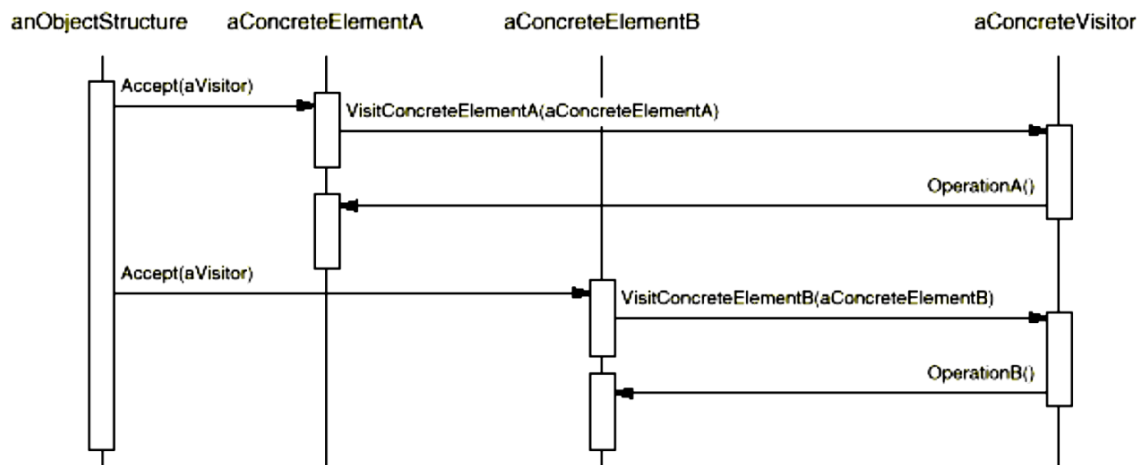 anObjectStructure
aConcreteElementA
aConcreteElementB
aConcreteVisitor
Accept(aVisitor)
VisitConcreteElementA(aConcreteElementA)
OperationA()
Accept(aVisitor)
VisitConcreteElementB(aConcreteElementB)
OperationB()